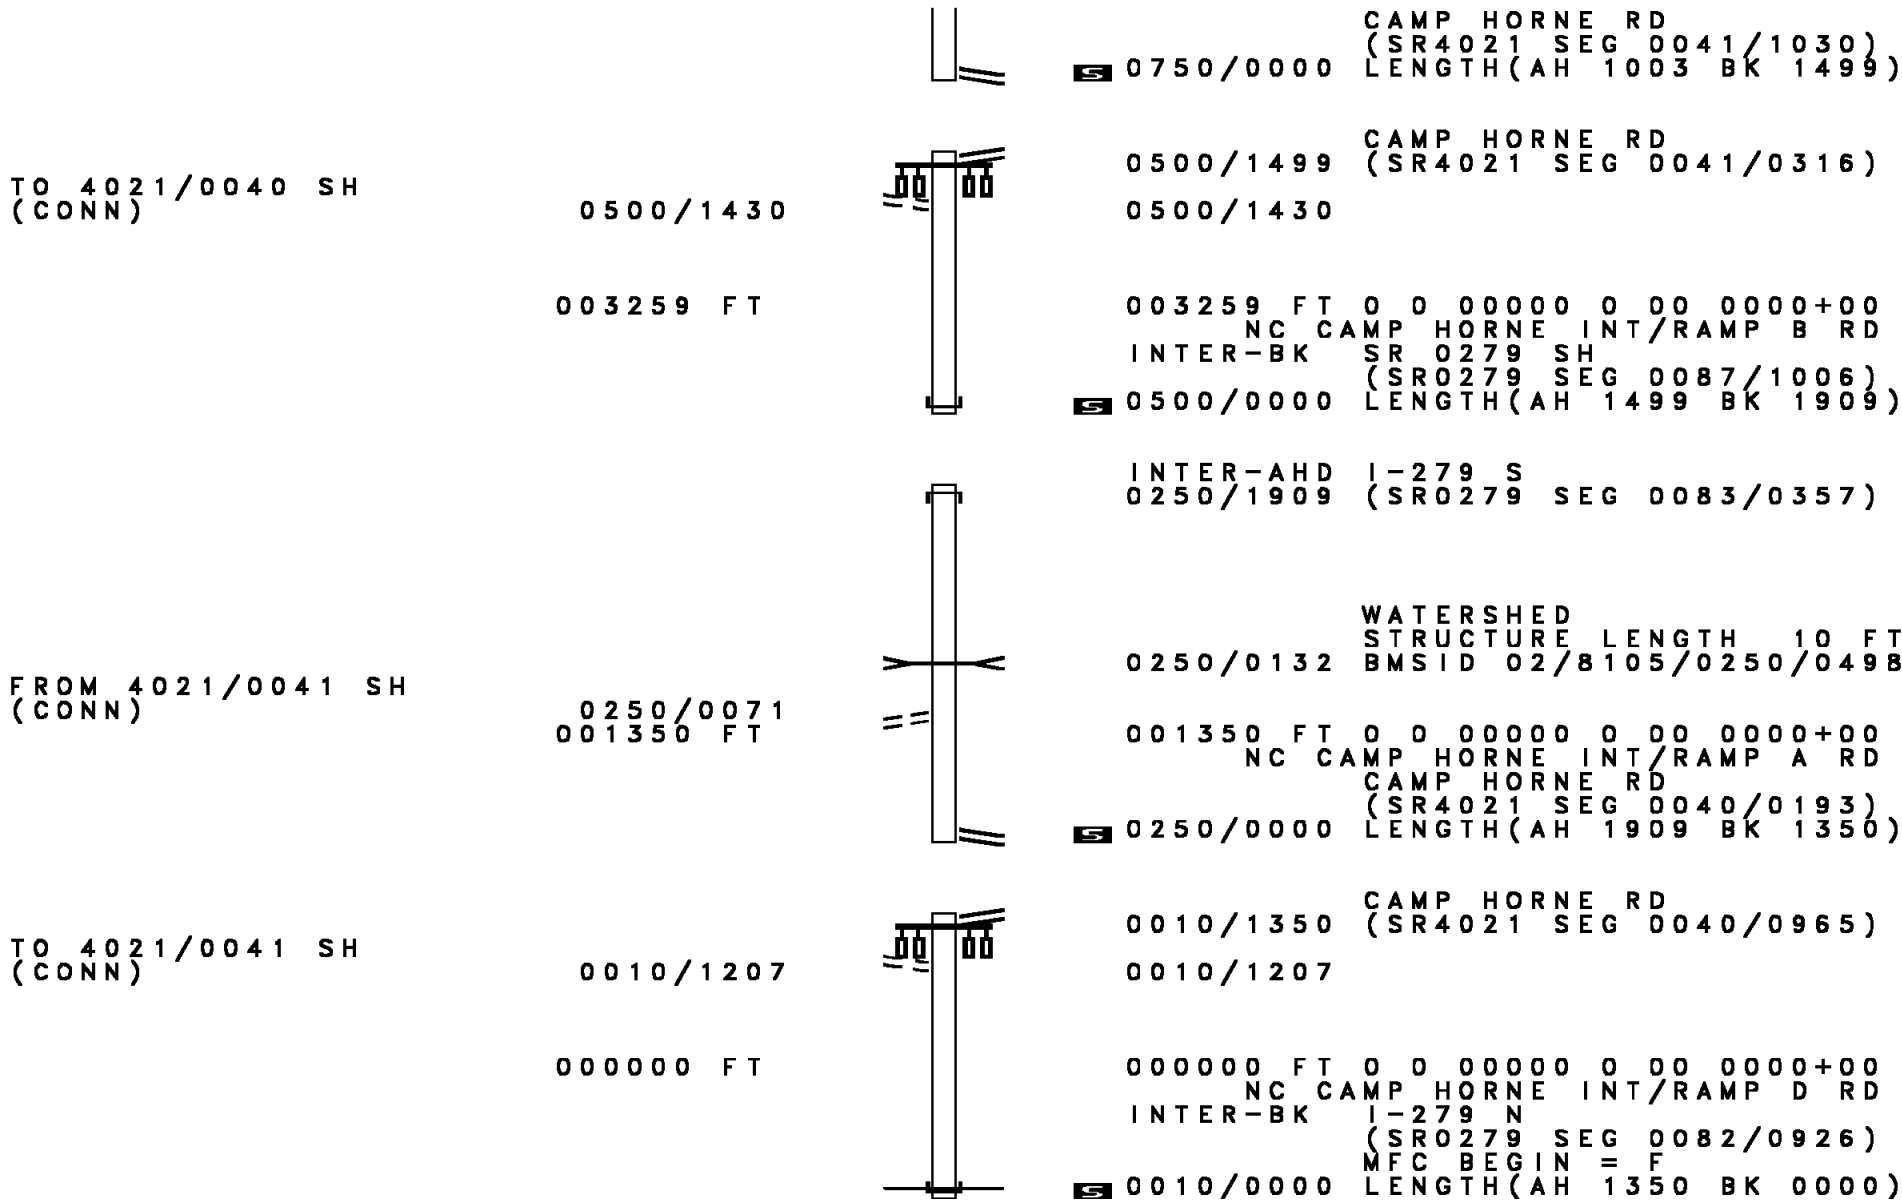 CAMP HORNE RD
(SR4021 SEG 0041/1030)
S 0750/0000 LENGTH(AH 1003 BK 1499)
CAMP HORNE RD
0500/1499 (SR4021 SEG 0041/0316)
TO 4021/0040 SH
(CONN) 0500/1430 0500/1430
003259 FT 003259 FT 0 0 00000 0 00 0000+00
NC CAMP HORNE INT/RAMP B RD
INTER-BK SR 0279 SH
(SR0279 SEG 0087/1006)
S 0500/0000 LENGTH(AH 1499 BK 1909)
INTER-AHD I-279 S
0250/1909 (SR0279 SEG 0083/0357)
WATERSHED
STRUCTURE LENGTH 10 FT
0250/0132 BMSID 02/8105/0250/0498
FROM 4021/0041 SH
(CONN) 0250/0071
001350 FT 001350 FT 0 0 00000 0 00 0000+00
NC CAMP HORNE INT/RAMP A RD
CAMP HORNE RD
(SR4021 SEG 0040/0193)
S 0250/0000 LENGTH(AH 1909 BK 1350)
CAMP HORNE RD
0010/1350 (SR4021 SEG 0040/0965)
TO 4021/0041 SH
(CONN) 0010/1207 0010/1207
000000 FT 000000 FT 0 0 00000 0 00 0000+00
NC CAMP HORNE INT/RAMP D RD
INTER-BK I-279 N
(SR0279 SEG 0082/0926)
MFC BEGIN = F
S 0010/0000 LENGTH(AH 1350 BK 0000)